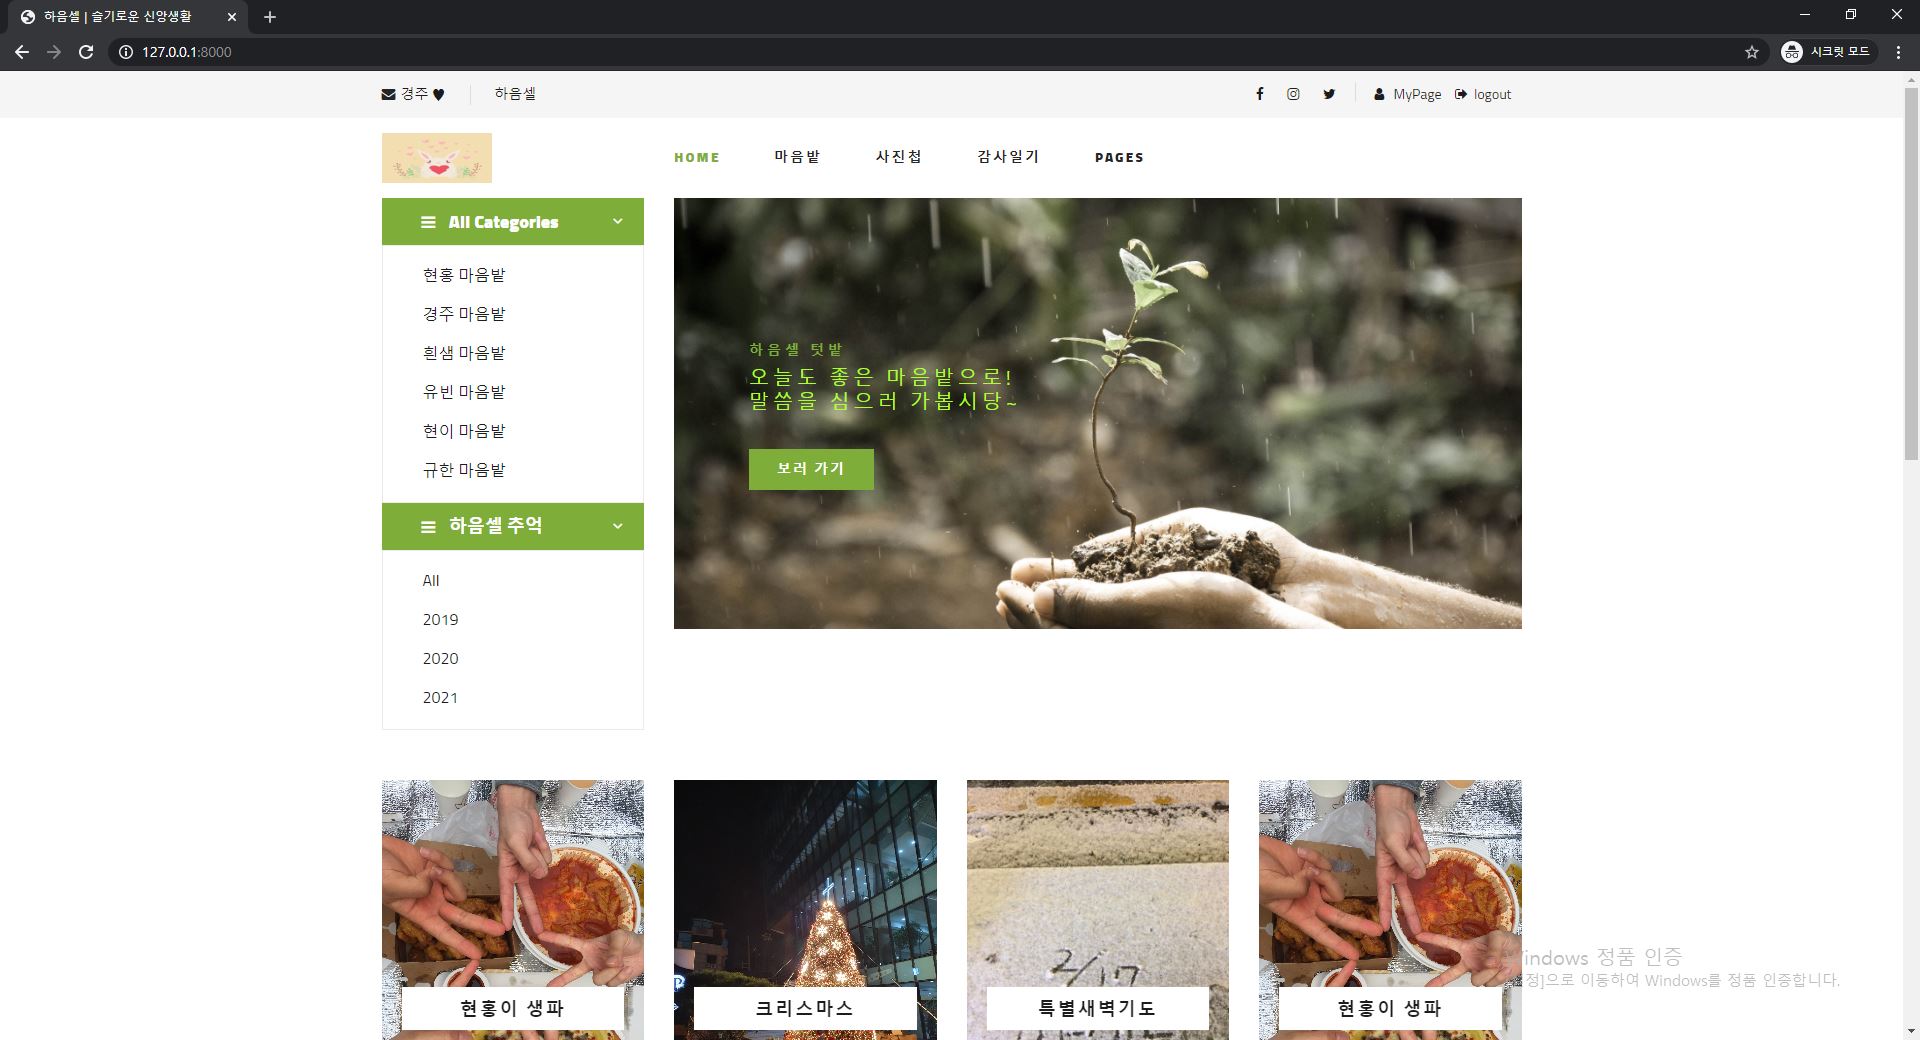 하음셀 | 슬기로운 신앙생활
127.0.0.1:8000
시크릿 모드
경주 ♥ 하음셀
MyPage logout
HOME 마음밭 사진첩 감사일기 PAGES
All Categories
현홍 마음밭
경주 마음밭
흰샘 마음밭
유빈 마음밭
현이 마음밭
규한 마음밭
하음셀 추억
All
2019
2020
2021
하음셀 텃밭
오늘도 좋은 마음밭으로!
말씀을 심으러 가봅시당~
보러 가기
2/17
현홍이 생파
크리스마스
특별새벽기도
현홍이 생파
Windows 정품 인증
정]으로 이동하여 Windows를 정품 인증합니다.